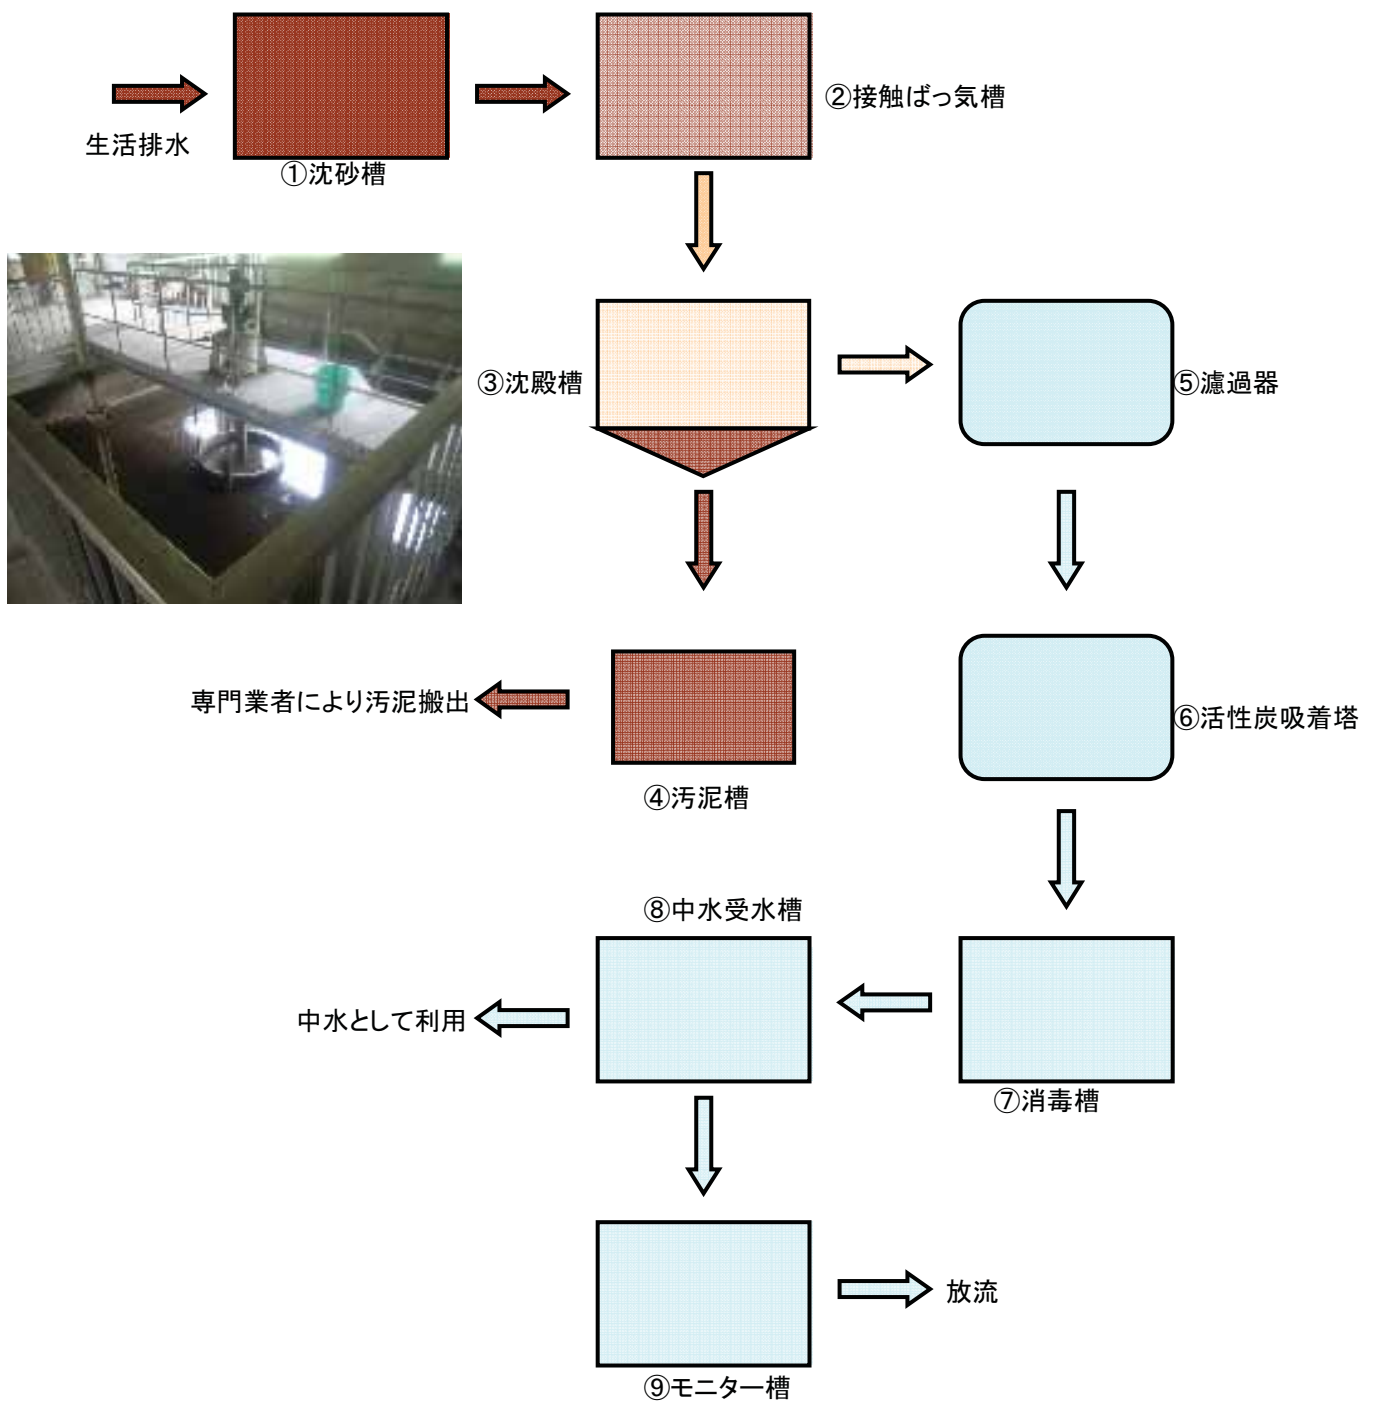 生活排水
①沈砂槽
②接触ばっ気槽
③沈殿槽
⑤濾過器
専門業者により汚泥搬出
④汚泥槽
⑥活性炭吸着塔
⑧中水受水槽
中水として利用
⑦消毒槽
放流
⑨モニター槽